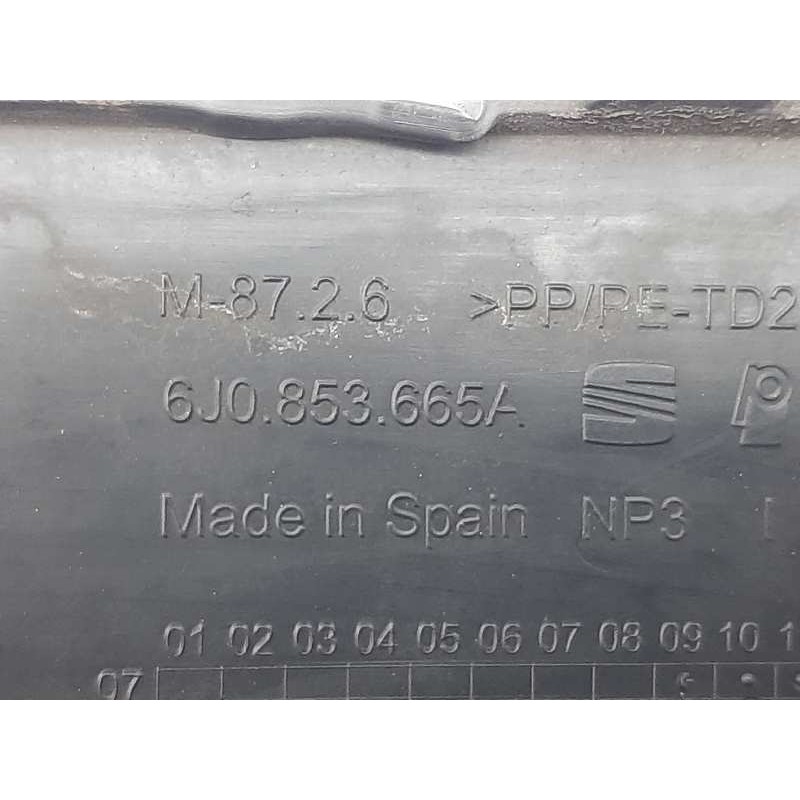 M-87.2.6 >PP/PE-TD2
6J0.853.665A
Made in Spain NP3
01 02 03 04 05 06 07 08 09 10 1
07